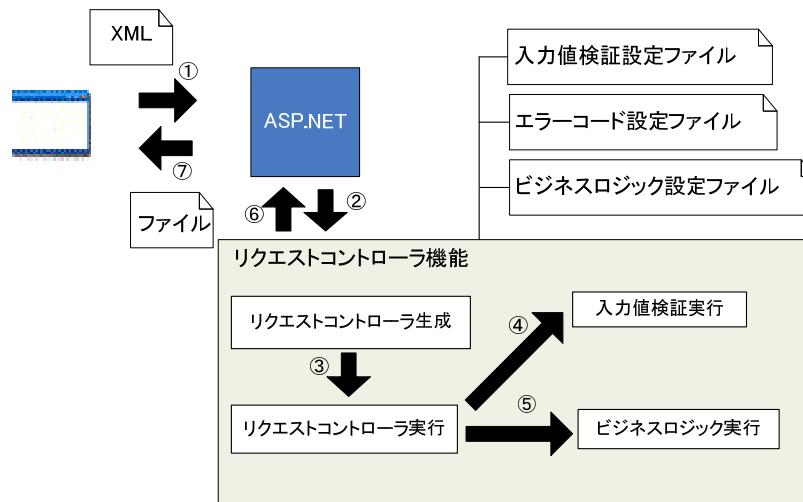 XML
①
ASP.NET
⑦
ファイル
⑥
②
入力値検証設定ファイル
エラーコード設定ファイル
ビジネスロジック設定ファイル
リクエストコントローラ機能
リクエストコントローラ生成
③
リクエストコントローラ実行
④
入力値検証実行
⑤
ビジネスロジック実行